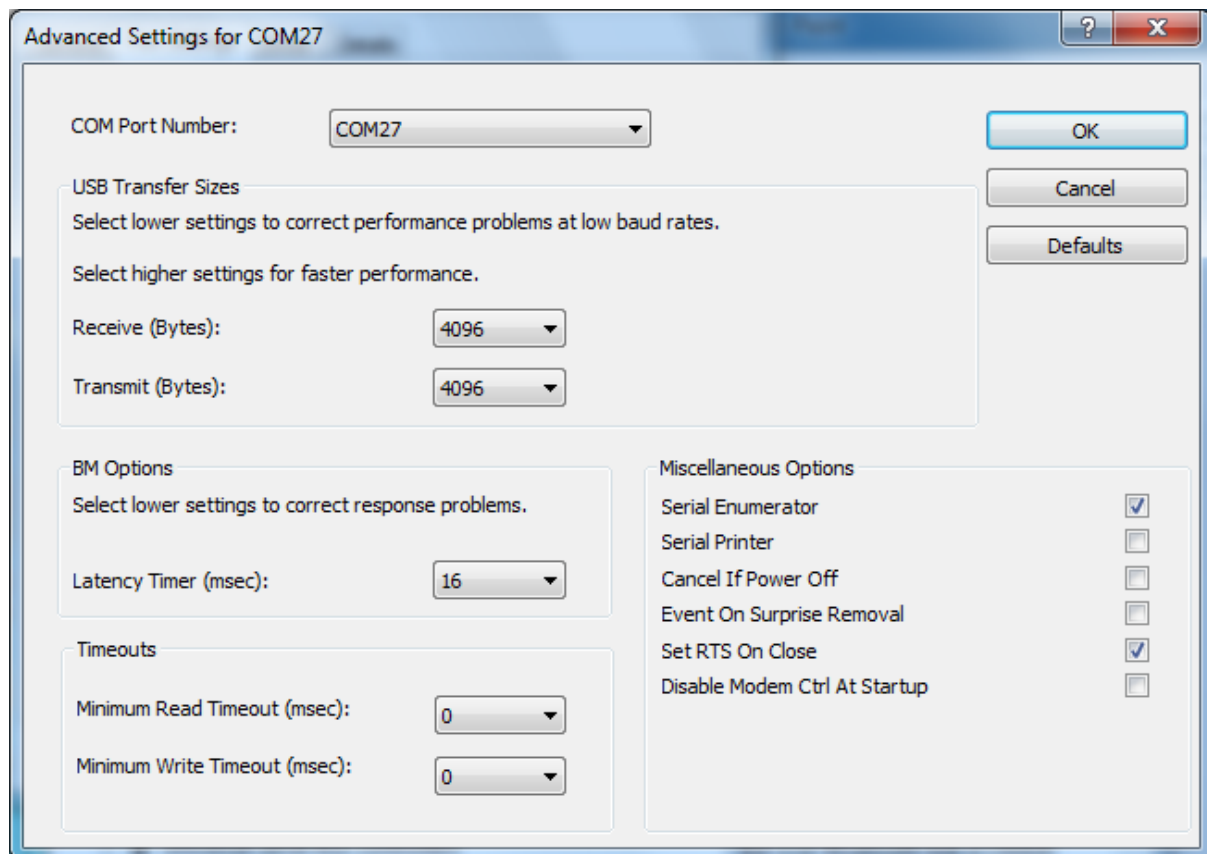 Advanced Settings for COM27
COM Port Number: COM27
OK
USB Transfer Sizes
Cancel
Select lower settings to correct performance problems at low baud rates.
Defaults
Select higher settings for faster performance.
Receive (Bytes): 4096
Transmit (Bytes): 4096
BM Options
Select lower settings to correct response problems.
Latency Timer (msec): 16
Timeouts
Minimum Read Timeout (msec): 0
Minimum Write Timeout (msec): 0
Miscellaneous Options
Serial Enumerator
Serial Printer
Cancel If Power Off
Event On Surprise Removal
Set RTS On Close
Disable Modem Ctrl At Startup